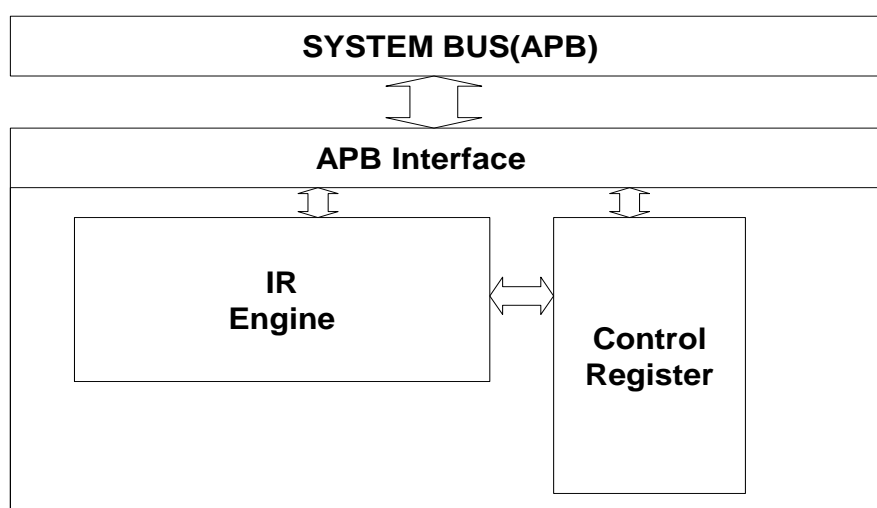 SYSTEM BUS(APB)
APB Interface
IR
Engine
Control
Register